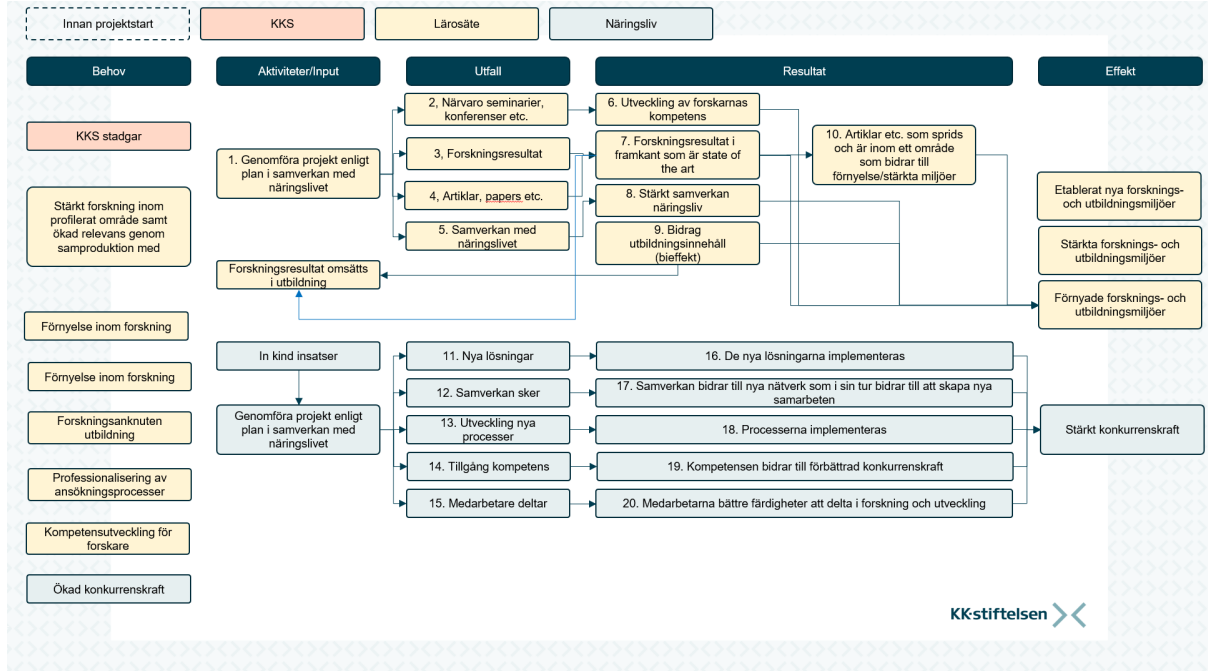 Innan projektstart
KKS
Lärosäte
Näringsliv
Behov
Aktiviteter/Input
Utfall
Resultat
Effekt
KKS stadgar
Stärkt forskning inom
profilerat område samt
ökad relevans genom
samproduktion med
Förnyelse inom forskning
Förnyelse inom forskning
Forskningsanknuten
utbildning
Professionalisering av
ansökningsprocesser
Kompetensutveckling för
forskare
Ökad konkurrenskraft
1. Genomföra projekt enligt
plan i samverkan med
näringslivet
Forskningsresultat omsätts
i utbildning
In kind insatser
Genomföra projekt enligt
plan i samverkan med
näringslivet
2, Närvaro seminarier,
konferenser etc.
3, Forskningsresultat
4, Artiklar, papers etc.
5. Samverkan med
näringslivet
11. Nya lösningar
12. Samverkan sker
13. Utveckling nya
processer
14. Tillgång kompetens
15. Medarbetare deltar
6. Utveckling av forskarnas
kompetens
7. Forskningsresultat i
framkant som är state of
the art
8. Stärkt samverkan
näringsliv
9. Bidrag
utbildningsinnehåll
(bieffekt)
10. Artiklar etc. som sprids
och är inom ett område
som bidrar till
förnyelse/stärkta miljöer
16. De nya lösningarna implementeras
17. Samverkan bidrar till nya nätverk som i sin tur bidrar till att skapa nya
samarbeten
18. Processerna implementeras
19. Kompetensen bidrar till förbättrad konkurrenskraft
20. Medarbetarna bättre färdigheter att delta i forskning och utveckling
Etablerat nya forsknings-
och utbildningsmiljöer
Stärkta forsknings- och
utbildningsmiljöer
Förnyade forsknings- och
utbildningsmiljöer
Stärkt konkurrenskraft
KK-stiftelsen